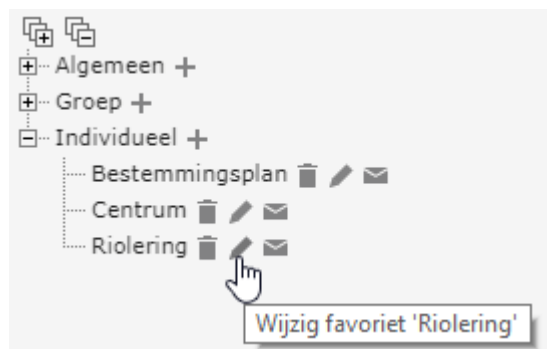 Algemeen
Groep
Individueel
Bestemmingsplan
Centrum
Riolering
Wijzig favoriet 'Riolering'